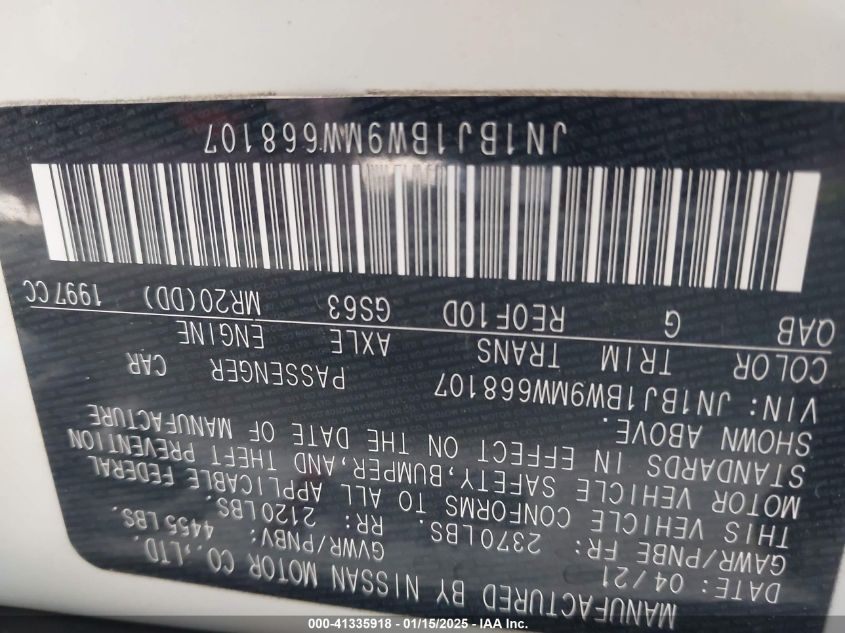 MANUFACTURED BY NISSAN MOTOR CO.,LTD.
DATE: 04/21 GVWR/PNBV: 4455LBS.
GAWR/PNBE FR: 2370LBS. RR: 2120LBS.
THIS VEHICLE CONFORMS TO ALL APPLICABLE FEDERAL
MOTOR VEHICLE SAFETY, BUMPER, AND THEFT PREVENTION
STANDARDS IN EFFECT ON THE DATE OF MANUFACTURE
SHOWN ABOVE.
VIN: JN1BJ1BW9MW668107 PASSENGER CAR
COLOR TRIM TRANS AXLE ENGINE
QAB G RE0F10D GS63 MR20(DD) 1997CC
JN1BJ1BW9MW668107
000-41335918 - 01/15/2025 - IAA Inc.